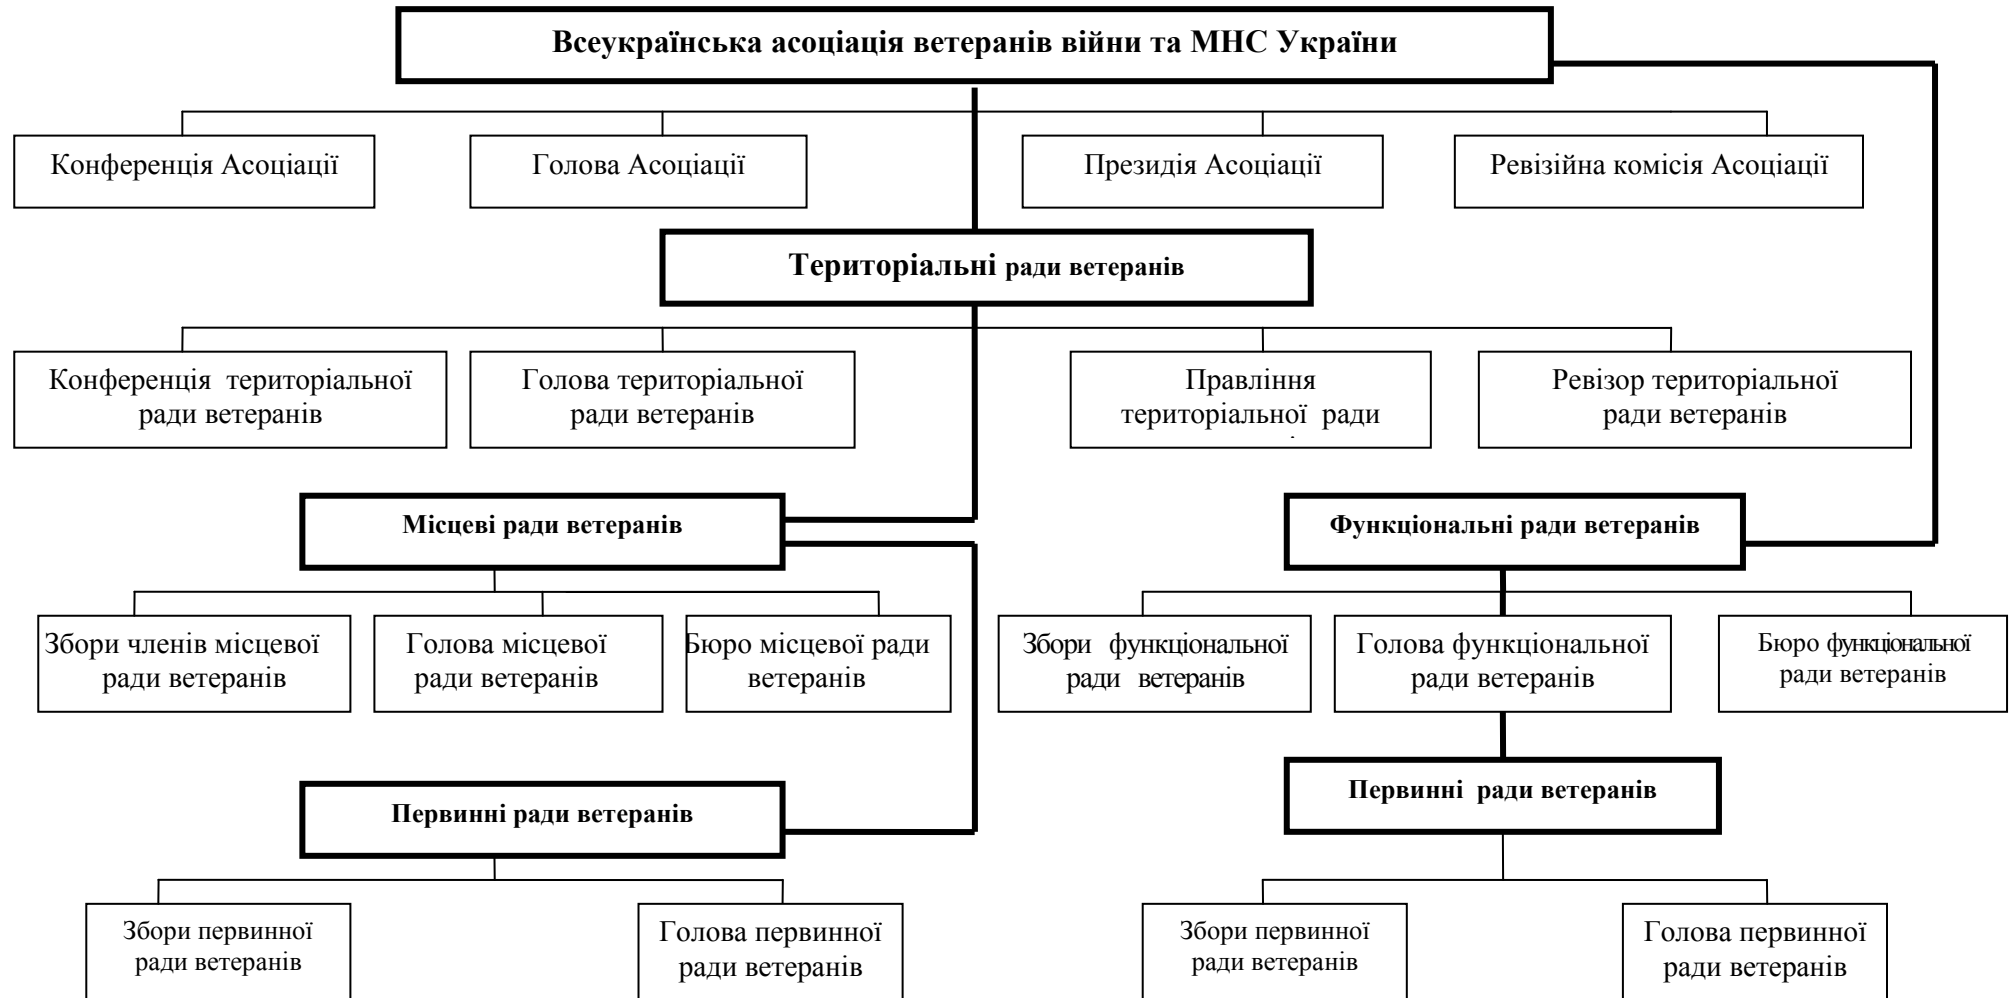 Всеукраїнська асоціація ветеранів війни та МНС України
Конференція Асоціації
Голова Асоціації
Президія Асоціації
Ревізійна комісія Асоціації
Територіальні ради ветеранів
Конференція територіальної
ради ветеранів
Голова територіальної
ради ветеранів
Правління
територіальної ради
Ревізор територіальної
ради ветеранів
Місцеві ради ветеранів
Функціональні ради ветеранів
Збори членів місцевої
ради ветеранів
Голова місцевої
ради ветеранів
Бюро місцевої ради
ветеранів
Збори функціональної
ради ветеранів
Голова функціональної
ради ветеранів
Бюро функціональної
ради ветеранів
Первинні ради ветеранів
Первинні ради ветеранів
Збори первинної
ради ветеранів
Голова первинної
ради ветеранів
Збори первинної
ради ветеранів
Голова первинної
ради ветеранів